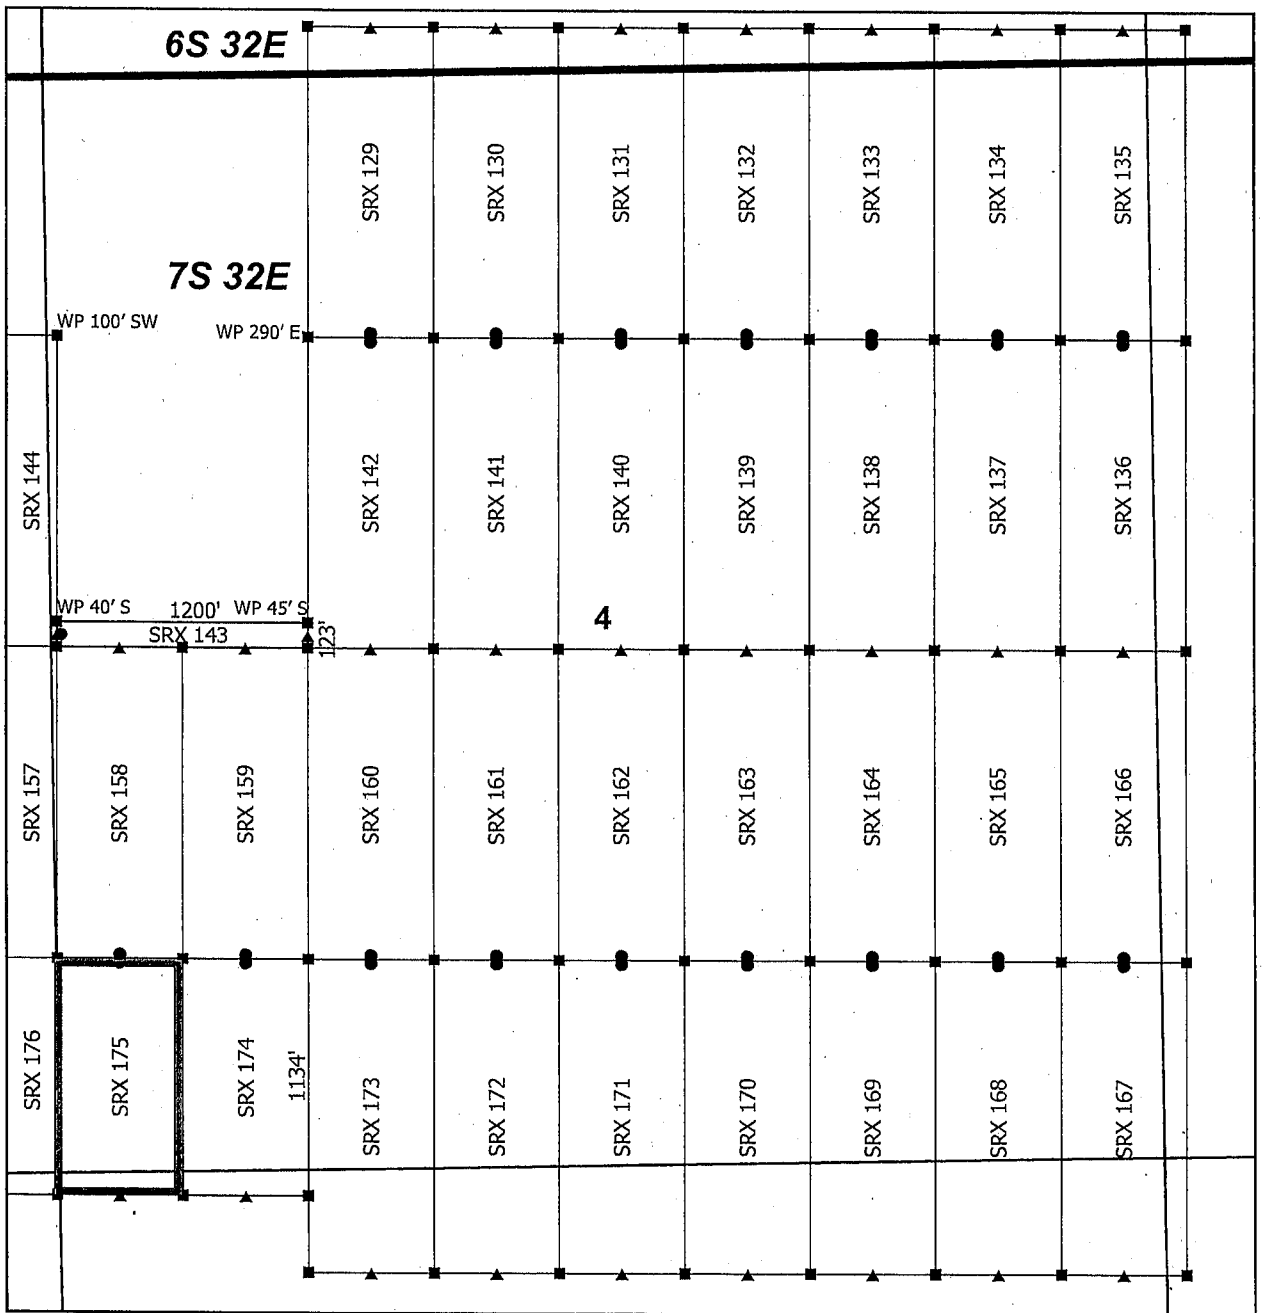 6S 32E
SRX 129
SRX 130
SRX 131
SRX 132
SRX 133
SRX 134
SRX 135
7S 32E
WP 100' SW
WP 290' E
SRX 144
SRX 142
SRX 141
SRX 140
SRX 139
SRX 138
SRX 137
SRX 136
WP 40' S
1200'
WP 45' S
SRX 143
123'
4
SRX 157
SRX 158
SRX 159
SRX 160
SRX 161
SRX 162
SRX 163
SRX 164
SRX 165
SRX 166
SRX 176
SRX 175
SRX 174
1134'
SRX 173
SRX 172
SRX 171
SRX 170
SRX 169
SRX 168
SRX 167